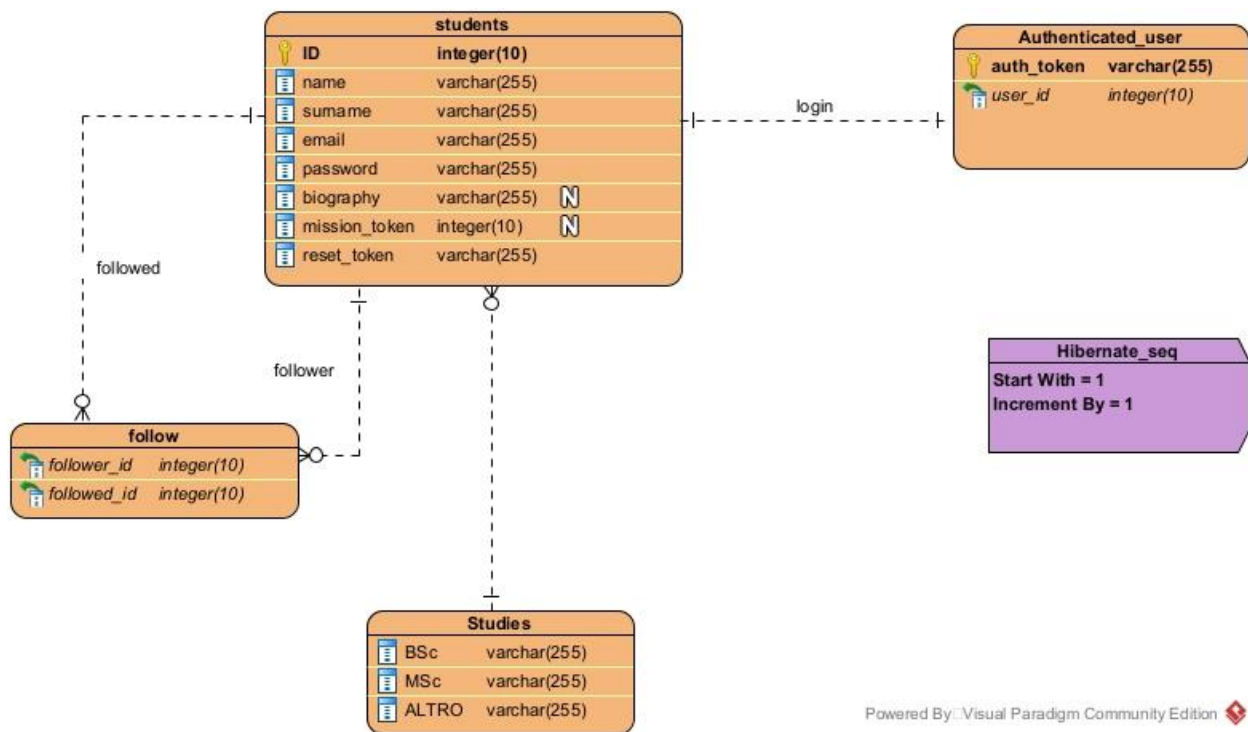 students
ID integer(10)
name varchar(255)
surname varchar(255)
email varchar(255)
password varchar(255)
biography varchar(255) N
mission_token integer(10) N
reset_token varchar(255)
Authenticated_user
auth_token varchar(255)
user_id integer(10)
login
followed
follower
Hibernate_seq
Start With = 1
Increment By = 1
follow
follower_id integer(10)
followed_id integer(10)
Studies
BSc varchar(255)
MSc varchar(255)
ALTRO varchar(255)
Powered By Visual Paradigm Community Edition